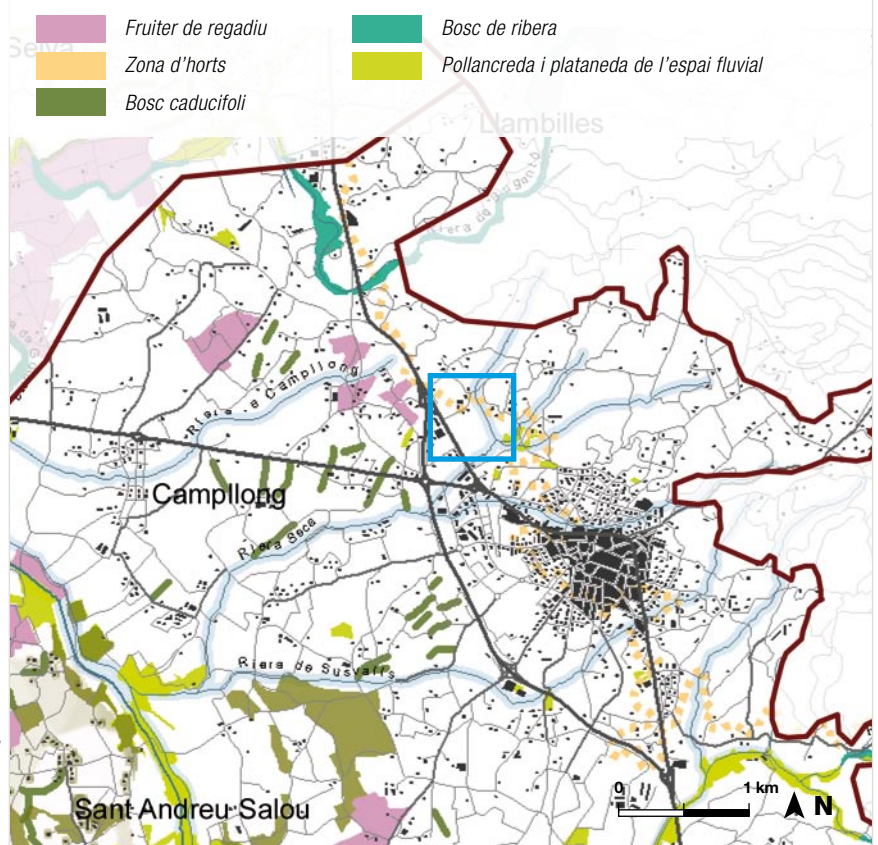 Fruiter de regadiu
Bosc de ribera
Selva
Zona d'horts
Pollancreda i plataneda de l'espai fluvial
Bosc caducifoli
Llambilles
Riera de
Campllong
Campllong
Riera Seca
Riera de Susvalls
Sant Andreu Salou
0
1 km
N